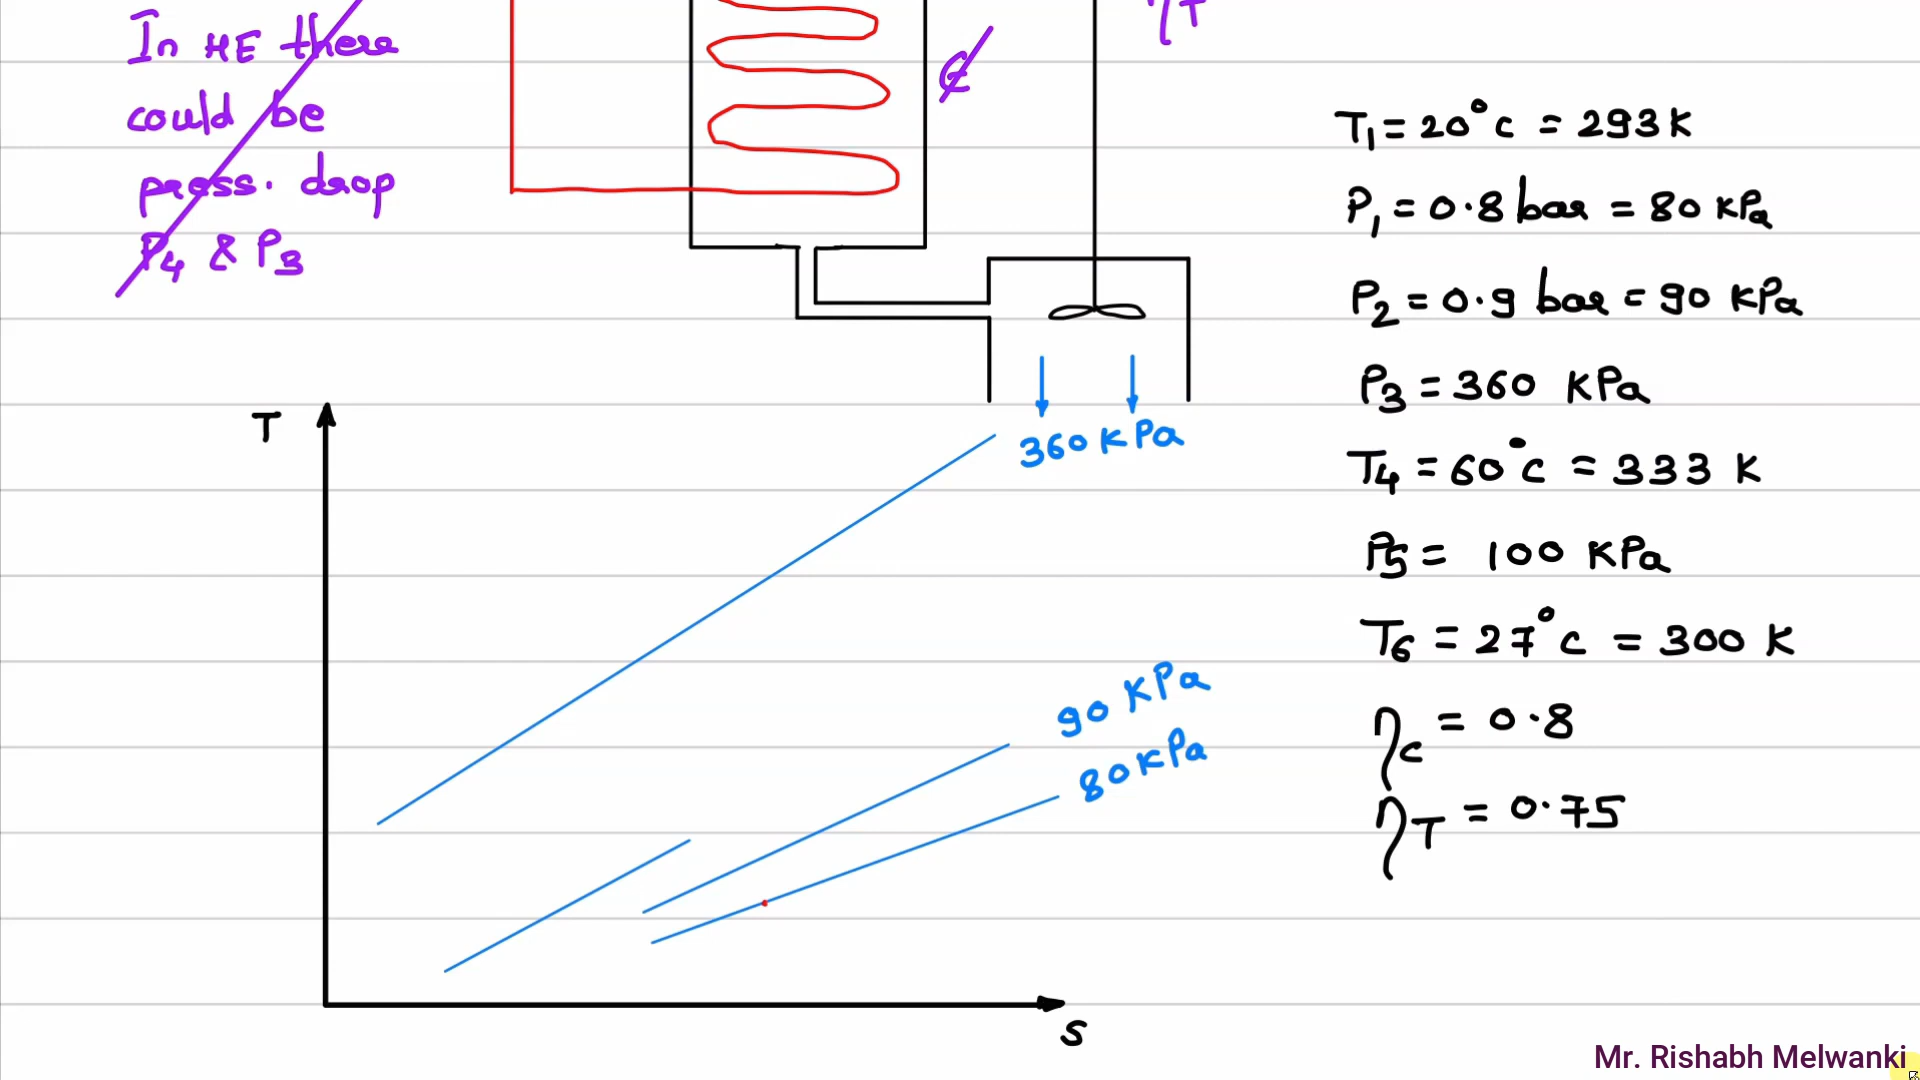 In HE there
could be
press. drop
P4 & P3
ηT
€
T1 = 20°c = 293 K
P1 = 0.8 bar = 80 KPa
P2 = 0.9 bar = 90 KPa
P3 = 360 KPa
T4 = 60°c = 333 K
P5 = 100 KPa
T6 = 27°c = 300 K
ηc = 0.8
ηT = 0.75
T
360 KPa
90 KPa
80 KPa
S
Mr. Rishabh Melwanki